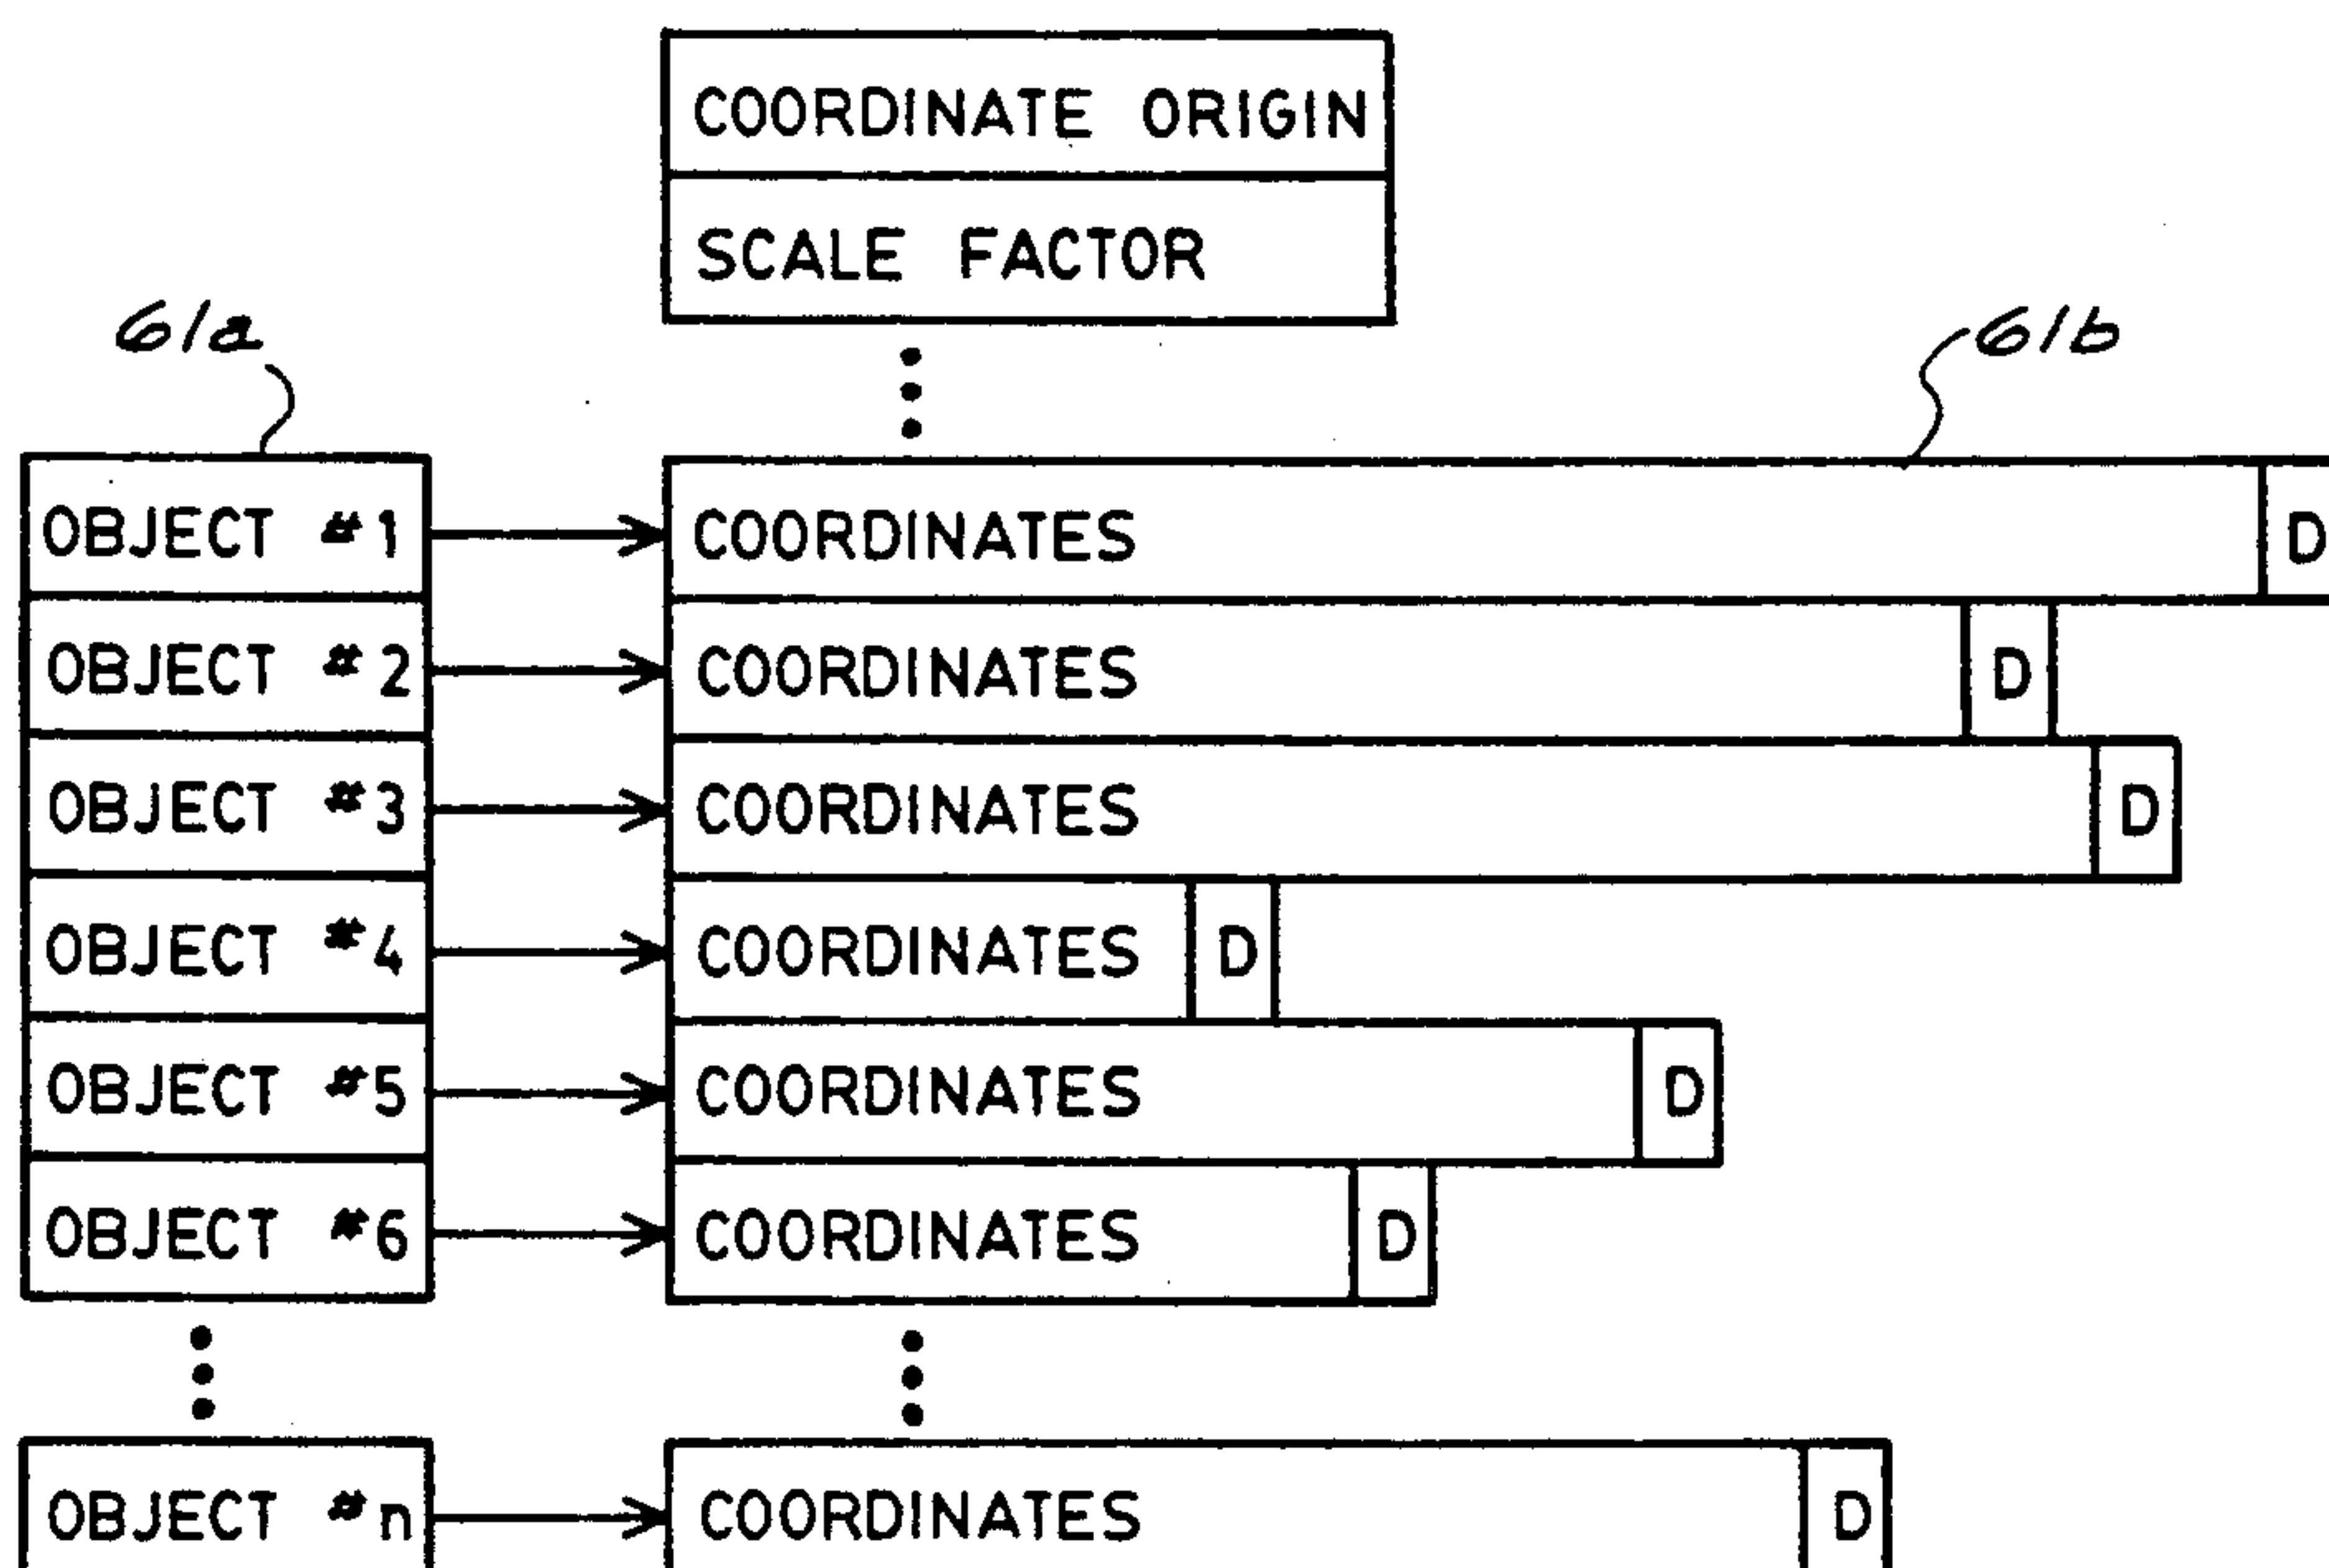 COORDINATE ORIGIN
SCALE FACTOR
61a
61b
OBJECT #1 COORDINATES D
OBJECT #2 COORDINATES D
OBJECT #3 COORDINATES D
OBJECT #4 COORDINATES D
OBJECT #5 COORDINATES D
OBJECT #6 COORDINATES D
OBJECT #n COORDINATES D